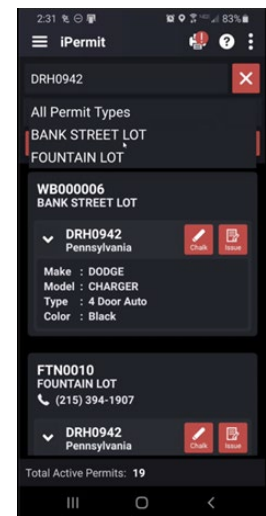 2:31
83%
iPermit
DRH0942
All Permit Types
BANK STREET LOT
FOUNTAIN LOT
WB000006
BANK STREET LOT
DRH0942
Pennsylvania
Chalk
Issue
Make : DODGE
Model : CHARGER
Type : 4 Door Auto
Color : Black
FTN0010
FOUNTAIN LOT
(215) 394-1907
DRH0942
Pennsylvania
Chalk
Issue
Total Active Permits: 19